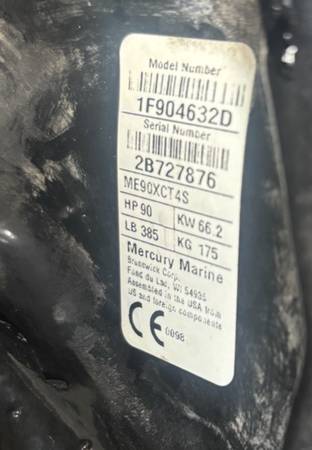 Model Number
1F904632D
Serial Number
2B727876
ME90XCT4S
HP 90 KW 66.2
LB 385 KG 175
Mercury Marine
Brunswick Corp.
Fond du Lac, WI 54935
Assembled in the USA from
US and foreign components
CE 0098